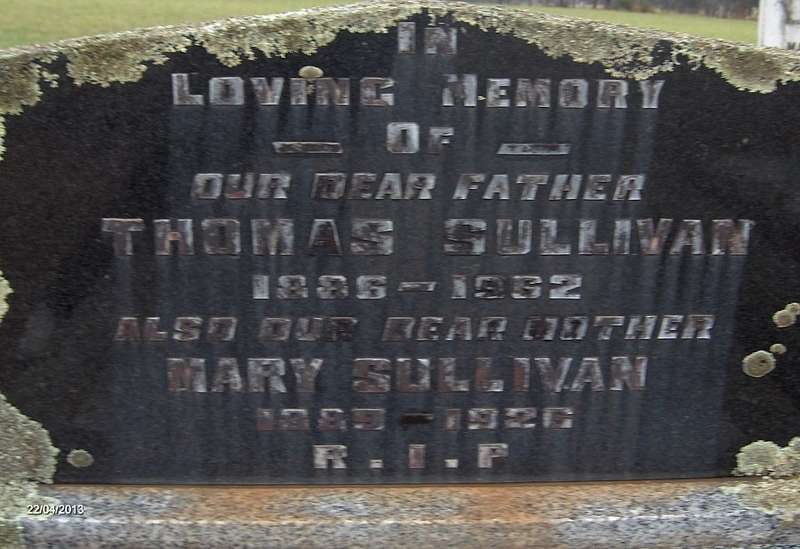 IN
LOVING MEMORY
— OF —
OUR DEAR FATHER
THOMAS SULLIVAN
1886 – 1962
ALSO OUR DEAR MOTHER
MARY SULLIVAN
1889 – 1926
R.I.P
22/04/2013